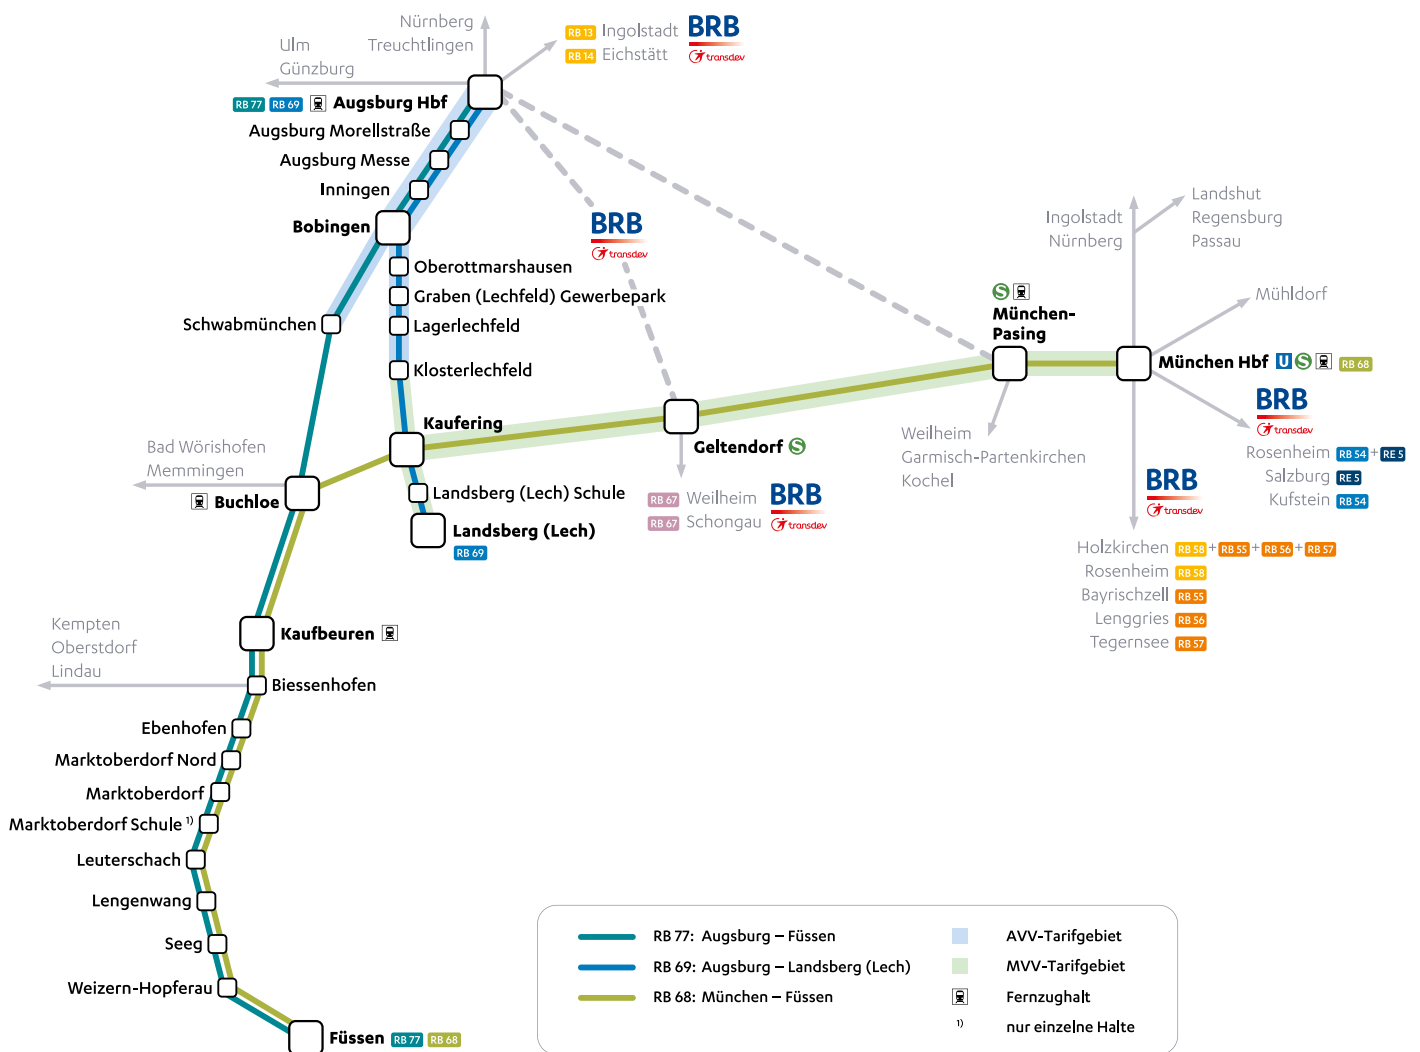 Nürnberg
Treuchtlingen
RB 13 Ingolstadt
RB 14 Eichstätt
BRB
transdev
Ulm
Günzburg
RB 77 RB 69 Augsburg Hbf
Augsburg Morellstraße
Augsburg Messe
Inningen
Bobingen
BRB
transdev
Landshut
Regensburg
Passau
Ingolstadt
Nürnberg
Oberottmarshausen
Graben (Lechfeld) Gewerbepark
Schwabmünchen
Lagerlechfeld
Klosterlechfeld
Mühldorf
S
München-
Pasing
München Hbf U S RB 68
Kaufering
Geltendorf S
BRB
transdev
Rosenheim RB 54 + RE 5
Salzburg RE 5
Kufstein RB 54
Weilheim
Garmisch-Partenkirchen
Kochel
Bad Wörishofen
Memmingen
Buchloe
Landsberg (Lech) Schule
Landsberg (Lech)
RB 69
RB 67 Weilheim
RB 67 Schongau
BRB
transdev
BRB
transdev
Holzkirchen RB 58 + RB 55 + RB 56 + RB 57
Rosenheim RB 58
Bayrischzell RB 55
Lenggries RB 56
Tegernsee RB 57
Kaufbeuren
Kempten
Oberstdorf
Lindau
Biessenhofen
Ebenhofen
Marktoberdorf Nord
Marktoberdorf
Marktoberdorf Schule 1)
Leuterschach
Lengenwang
Seeg
Weizern-Hopferau
Füssen RB 77 RB 68
RB 77: Augsburg – Füssen
RB 69: Augsburg – Landsberg (Lech)
RB 68: München – Füssen
AVV-Tarifgebiet
MVV-Tarifgebiet
Fernzughalt
1) nur einzelne Halte